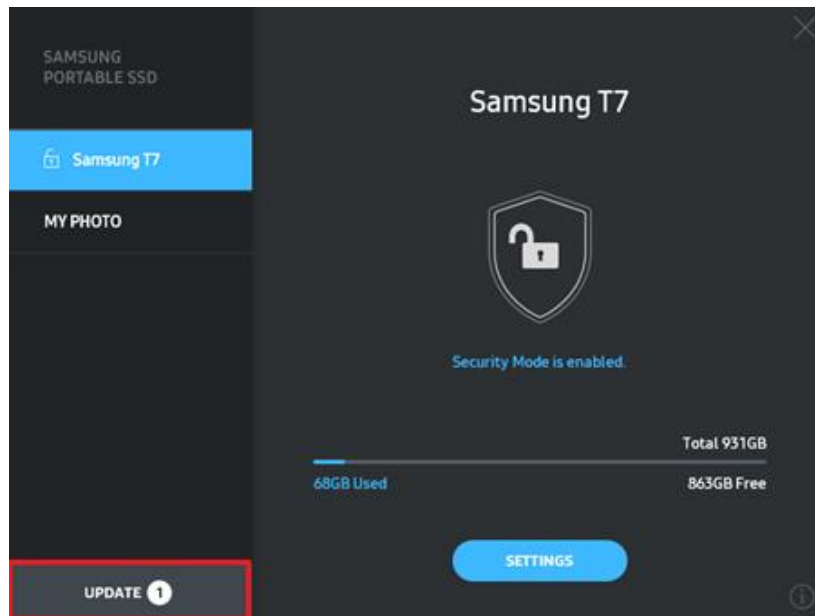 SAMSUNG
PORTABLE SSD
Samsung T7
MY PHOTO
UPDATE 1
Samsung T7
Security Mode is enabled.
Total 931GB
68GB Used 863GB Free
SETTINGS